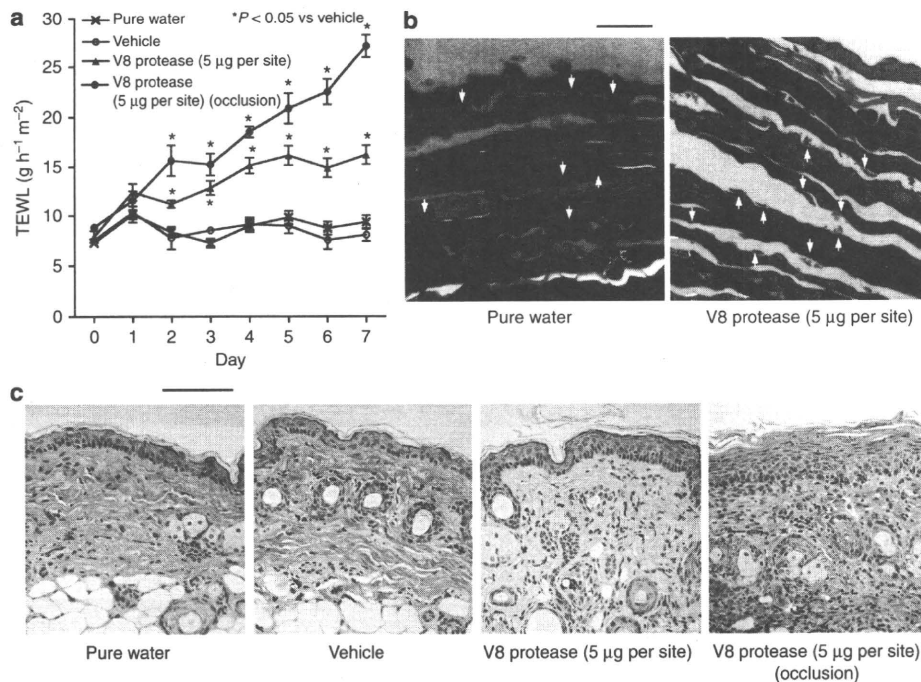 a
Pure water
Vehicle
V8 protease (5 μg per site)
V8 protease
(5 μg per site) (occlusion)
*P < 0.05 vs vehicle
30
25
20
15
10
5
0
TEWL (g h⁻¹ m⁻²)
* * * * * *
* * * * * *
0 1 2 3 4 5 6 7
Day
b
Pure water
V8 protease (5 μg per site)
c
Pure water
Vehicle
V8 protease (5 μg per site)
V8 protease (5 μg per site)
(occlusion)